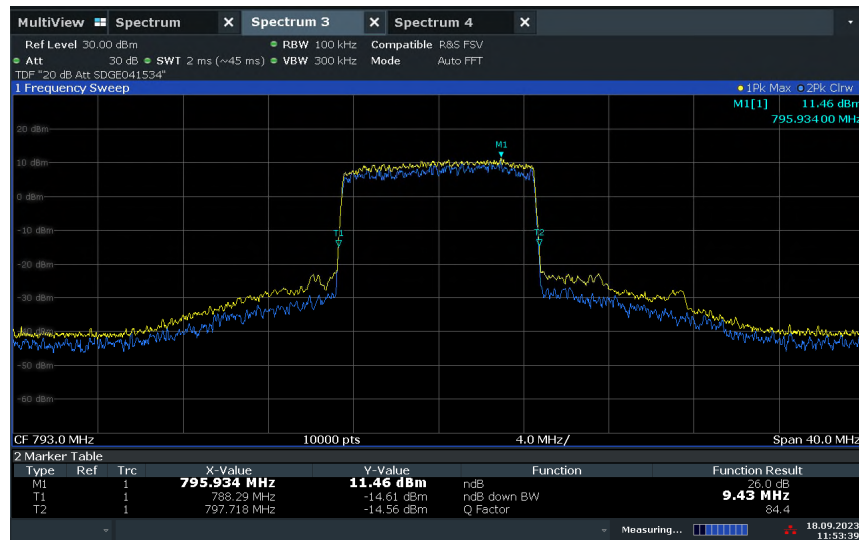 MultiView Spectrum X Spectrum 3 X Spectrum 4 X
Ref Level 30.00 dBm RBW 100 kHz Compatible R&S FSV
Att 30 dB SWT 2 ms (~45 ms) VBW 300 kHz Mode Auto FFT
TDF "20 dB Att SDGE041534"
1 Frequency Sweep 1Pk Max 2Pk Clrw
M1[1] 11.46 dBm
795.93400 MHz
20 dBm
M1
10 dBm
0 dBm
-10 dBm
T1 T2
-20 dBm
-30 dBm
-50 dBm
-60 dBm
CF 793.0 MHz 10000 pts 4.0 MHz/ Span 40.0 MHz
2 Marker Table
Type Ref Trc X-Value Y-Value Function Function Result
M1 1 795.934 MHz 11.46 dBm ndB 26.0 dB
T1 1 788.29 MHz -14.61 dBm ndB down BW 9.43 MHz
T2 1 797.718 MHz -14.56 dBm Q Factor 84.4
Measuring... 18.09.2023
11:53:39